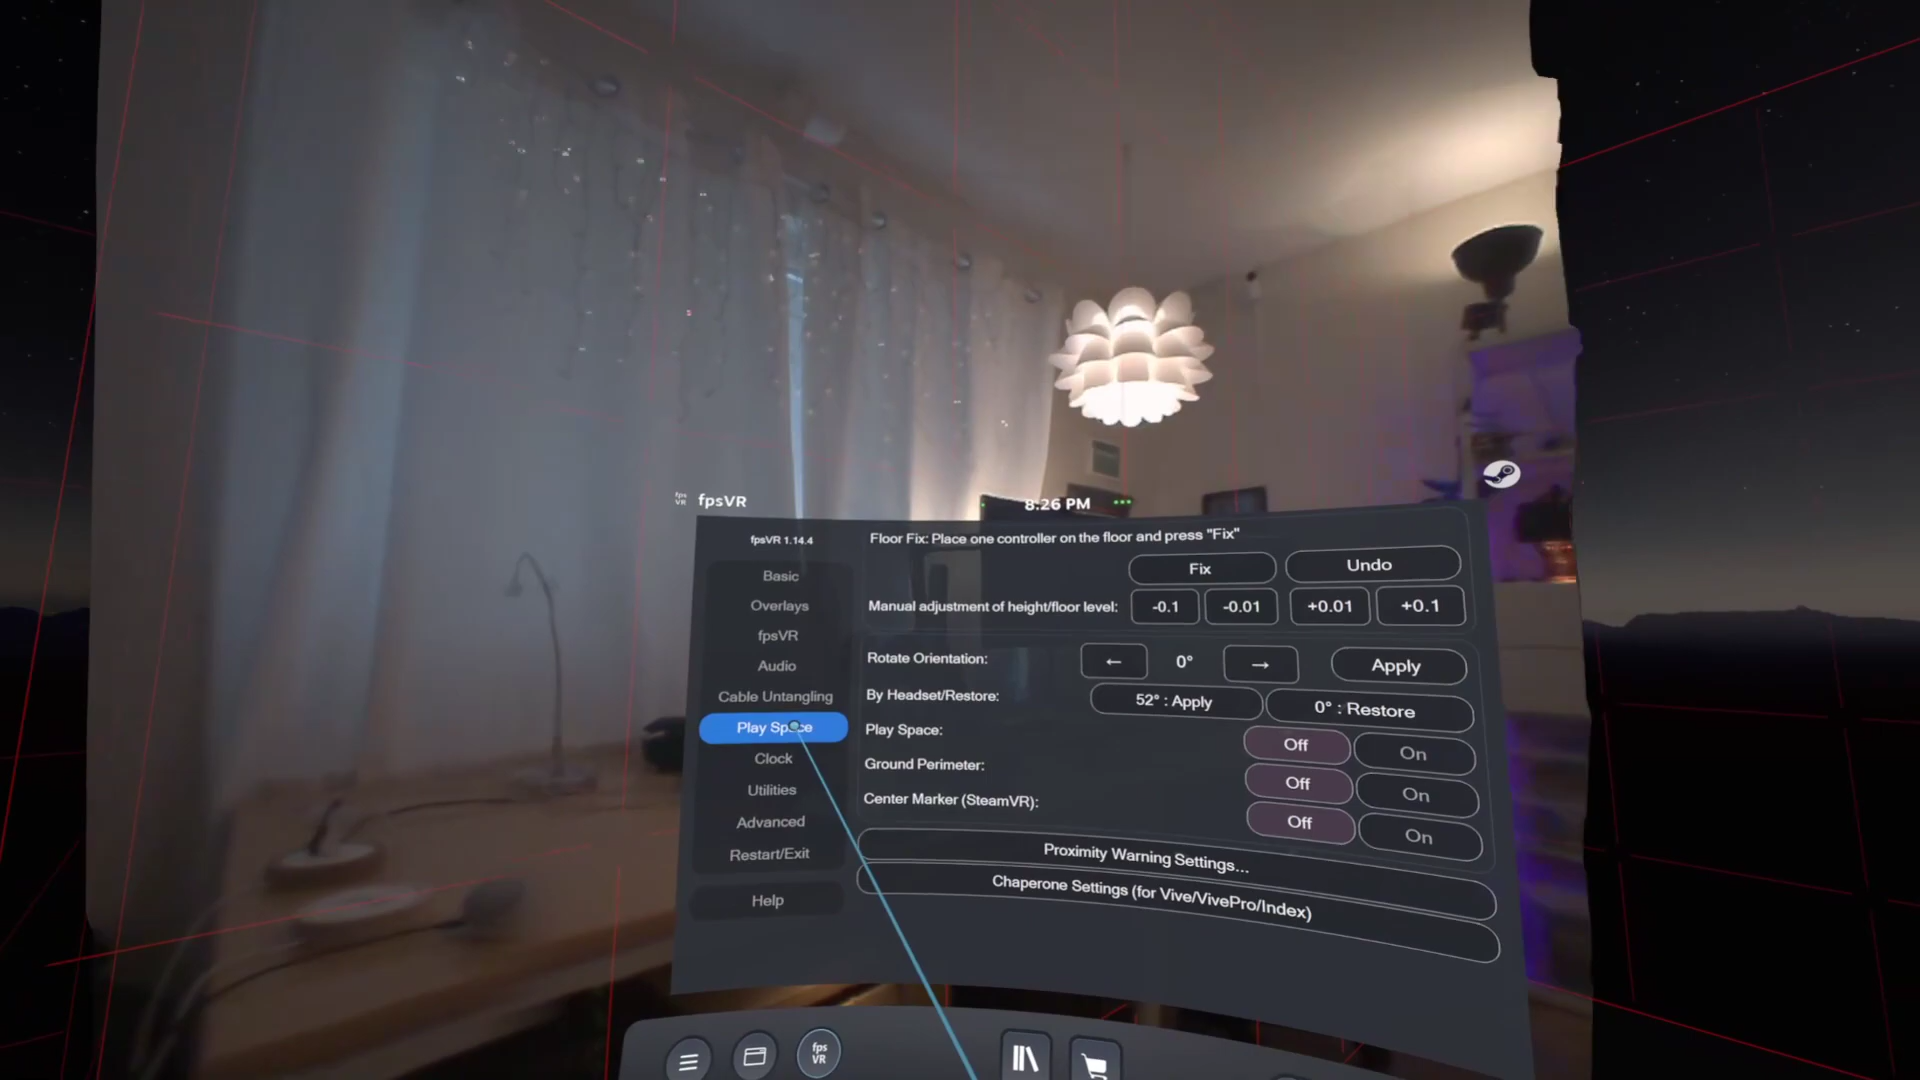 fps
VR
fpsVR
8:26 PM
fpsVR 1.14.4
Basic
Overlays
fpsVR
Audio
Cable Untangling
Play Space
Clock
Utilities
Advanced
Restart/Exit
Help
Floor Fix: Place one controller on the floor and press "Fix"
Fix
Undo
Manual adjustment of height/floor level:
-0.1
-0.01
+0.01
+0.1
Rotate Orientation:
←
0°
→
Apply
By Headset/Restore:
52° : Apply
0° : Restore
Play Space:
Off
On
Ground Perimeter:
Off
On
Center Marker (SteamVR):
Off
On
Proximity Warning Settings...
Chaperone Settings (for Vive/VivePro/Index)
fps
VR